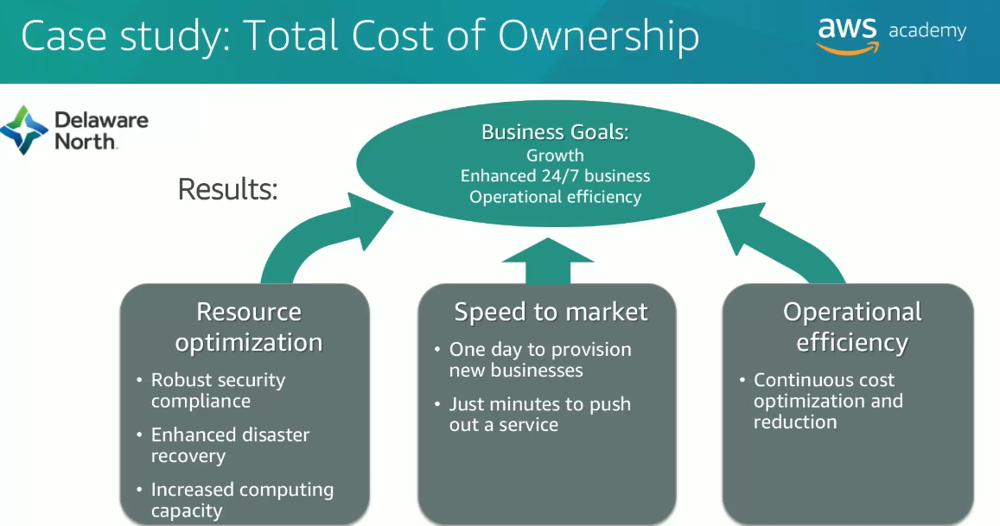 Case study: Total Cost of Ownership
aws academy
Delaware
North
Results:
Business Goals:
Growth
Enhanced 24/7 business
Operational efficiency
Resource
optimization
• Robust security
compliance
• Enhanced disaster
recovery
• Increased computing
capacity
Speed to market
• One day to provision
new businesses
• Just minutes to push
out a service
Operational
efficiency
• Continuous cost
optimization and
reduction